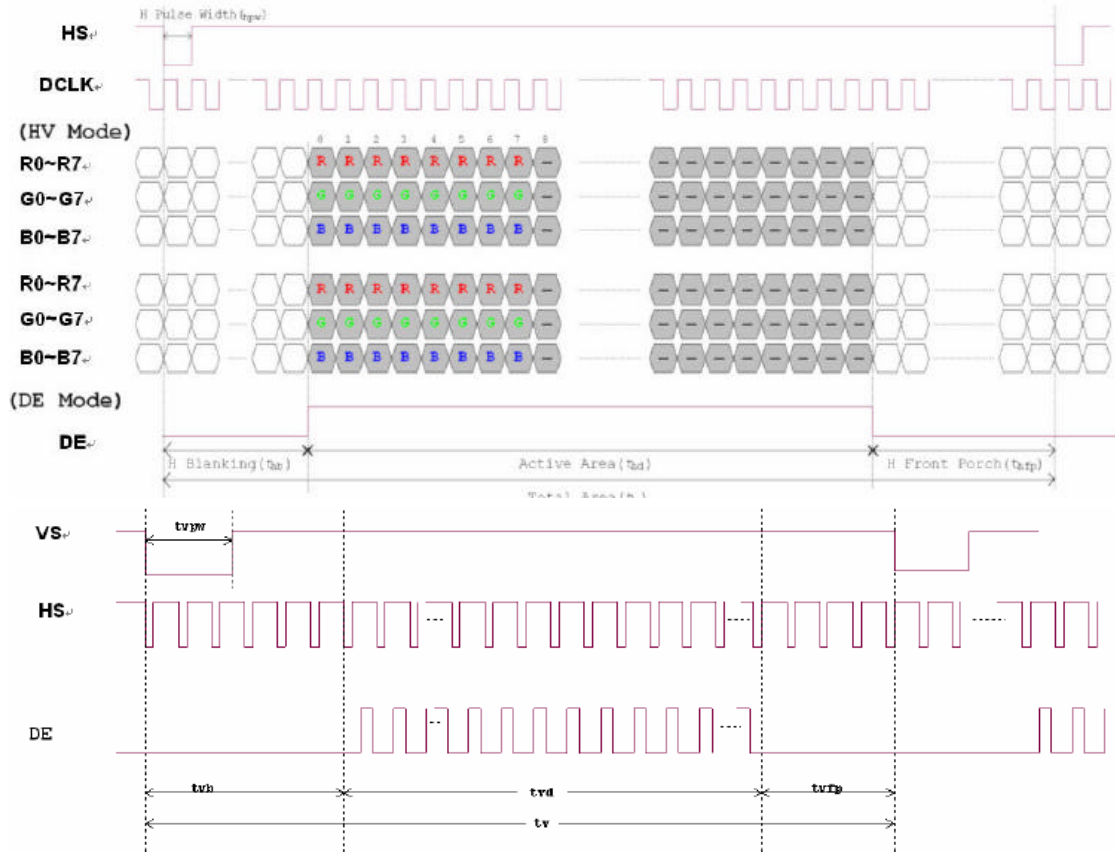 H Pulse Width(thpw)
HS
DCLK
(HV Mode)
0 1 2 3 4 5 6 7 8
R0~R7 R R R R R R R R
G0~G7 G G G G G G G G
B0~B7 B B B B B B B B
R0~R7 R R R R R R R R
G0~G7 G G G G G G G G
B0~B7 B B B B B B B B
(DE Mode)
DE
H Blanking(thb) Active Area(thd) H Front Porch(thfp)
Total Area
VS tvpw
HS
DE
tvb tvd tvfp
tv